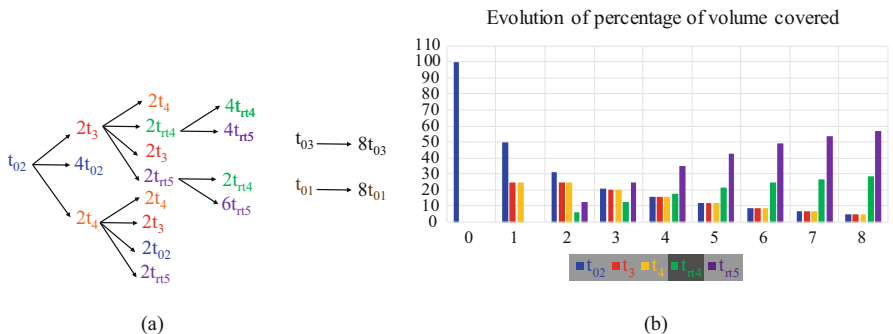 Evolution of percentage of volume covered
(a)
t02
2t3
4t02
2t4
2t4
2trt4
2t3
2trt5
2t4
2t3
2t02
2trt5
4trt4
4trt5
2trt4
6trt5
t03
8t03
t01
8t01
110
100
90
80
70
60
50
40
30
20
10
0
0 1 2 3 4 5 6 7 8
t02 t3 t4 trt4 trt5
(b)